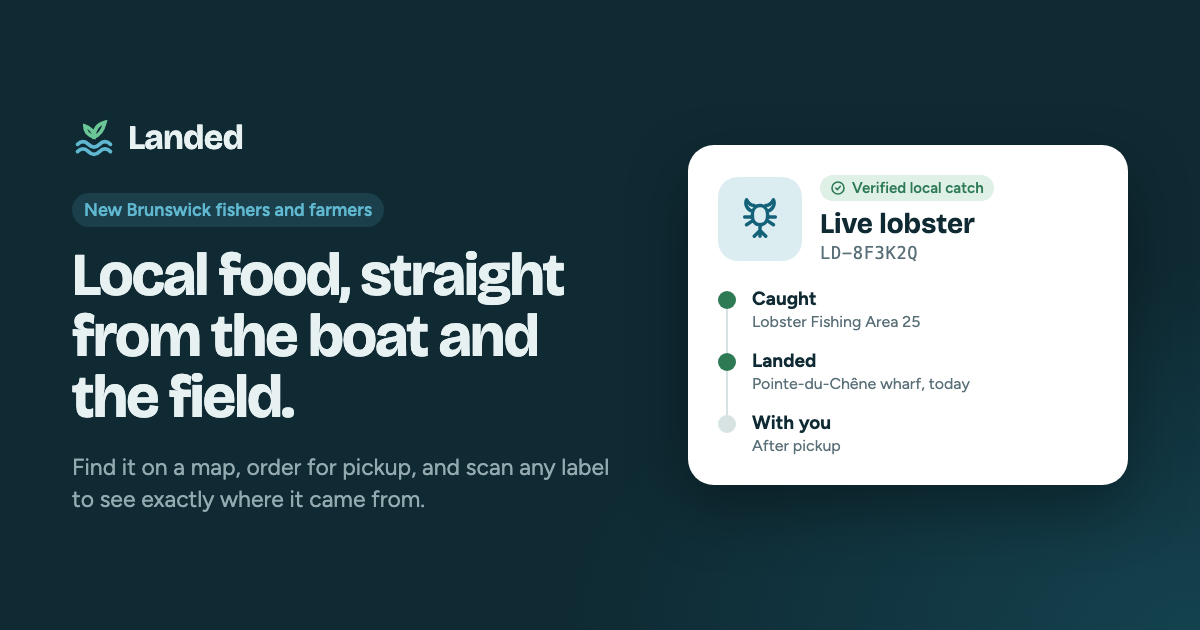 Landed
New Brunswick fishers and farmers
Local food, straight
from the boat and
the field.
Find it on a map, order for pickup, and scan any label
to see exactly where it came from.
Verified local catch
Live lobster
LD–8F3K2Q
Caught
Lobster Fishing Area 25
Landed
Pointe-du-Chêne wharf, today
With you
After pickup